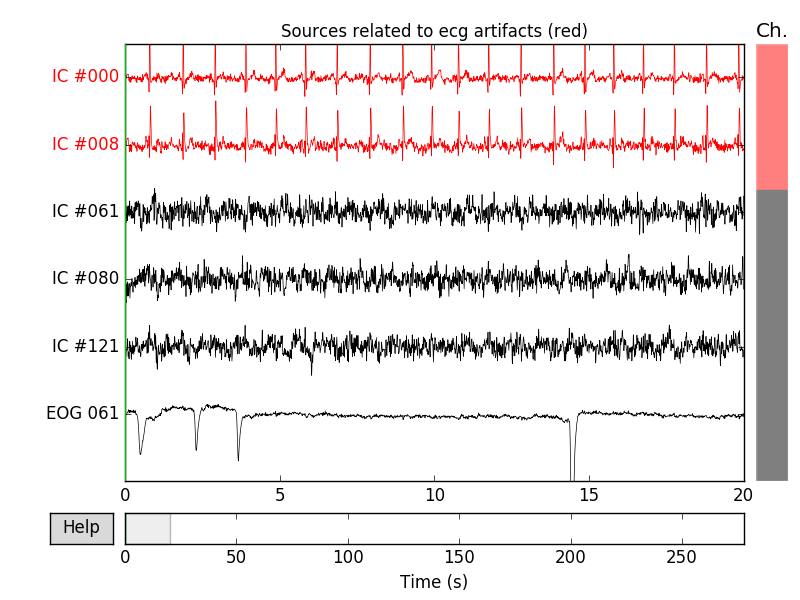 Sources related to ecg artifacts (red)
Ch.
IC #000
IC #008
IC #061
IC #080
IC #121
EOG 061
0 5 10 15 20
Help
0 50 100 150 200 250
Time (s)